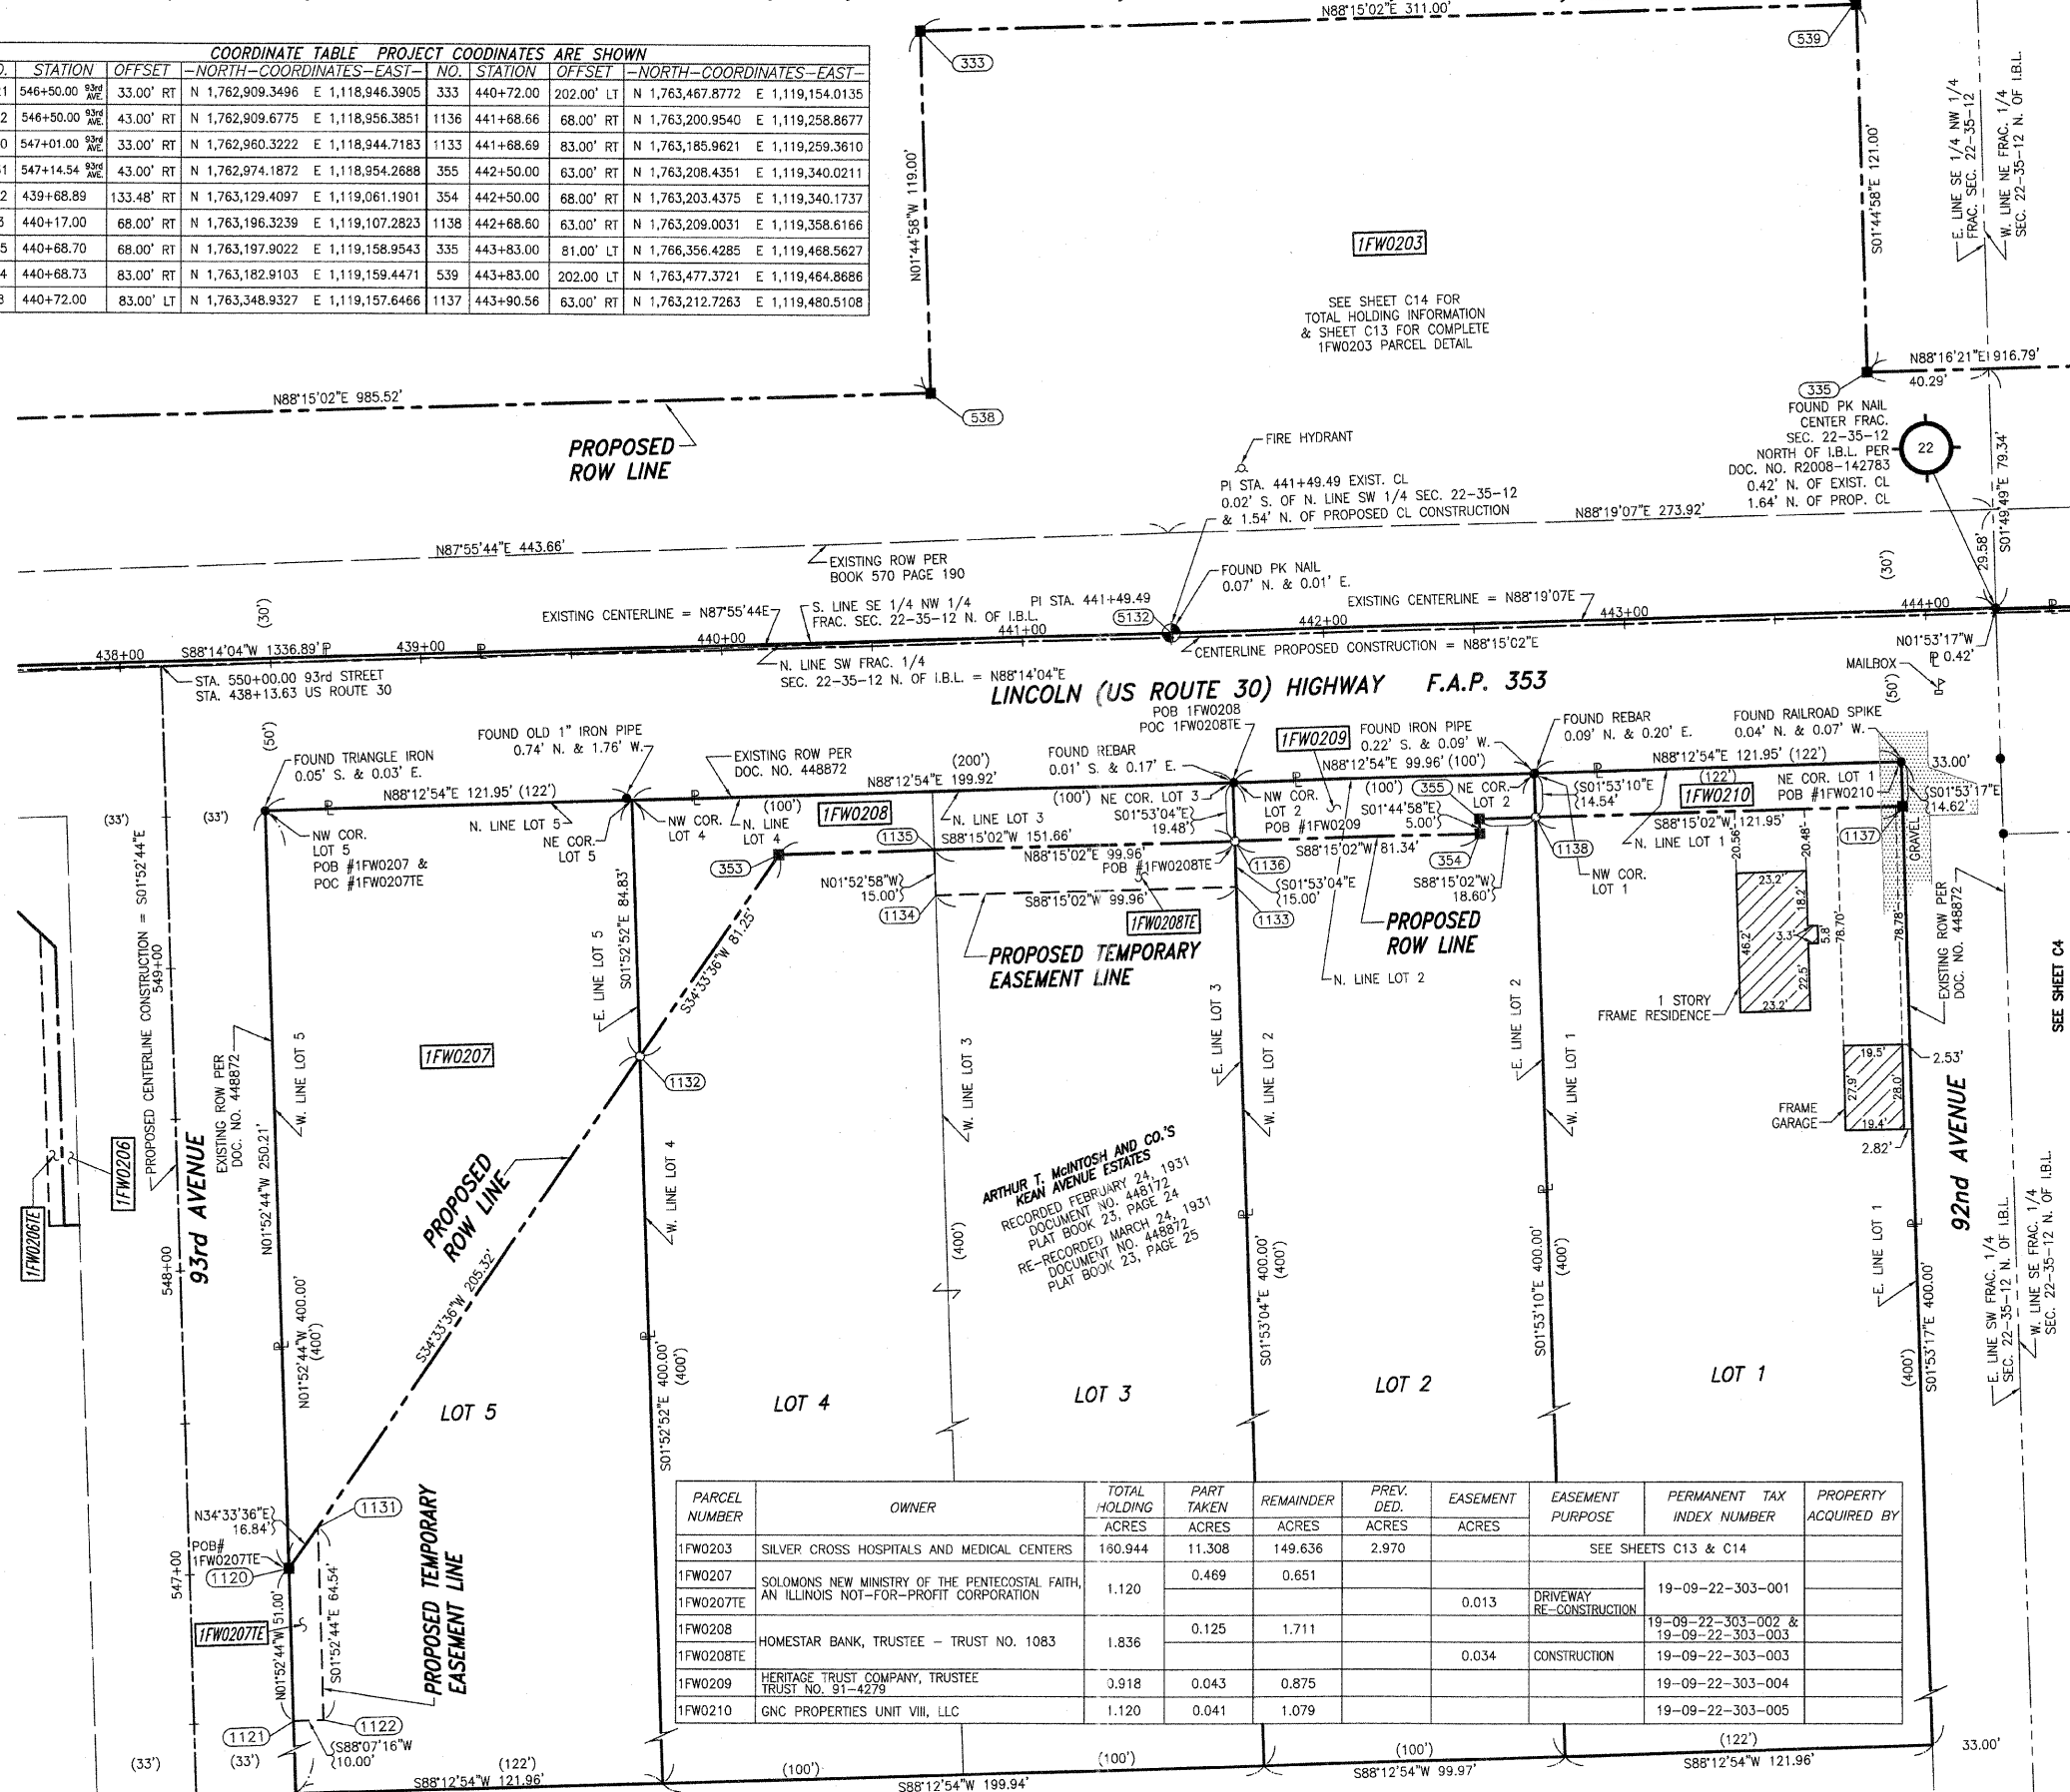 N88°15'02"E 311.00'
333
539
COORDINATE TABLE PROJECT COODINATES ARE SHOWN
STATION OFFSET -NORTH-COORDINATES-EAST- NO. STATION OFFSET -NORTH-COORDINATES-EAST-
546+50.00 93rd AVE. 33.00' RT N 1,762,909.3496 E 1,118,946.3905 333 440+72.00 202.00' LT N 1,763,467.8772 E 1,119,154.0135
546+50.00 93rd AVE. 43.00' RT N 1,762,909.6775 E 1,118,956.3851 1136 441+68.66 68.00' RT N 1,763,200.9540 E 1,119,258.8677
547+01.00 93rd AVE. 33.00' RT N 1,762,960.3222 E 1,118,944.7183 1133 441+68.69 83.00' RT N 1,763,185.9621 E 1,119,259.3610
547+14.54 93rd AVE. 43.00' RT N 1,762,974.1872 E 1,118,954.2688 355 442+50.00 63.00' RT N 1,763,208.4351 E 1,119,340.0211
439+68.89 133.48' RT N 1,763,129.4097 E 1,119,061.1901 354 442+50.00 68.00' RT N 1,763,203.4375 E 1,119,340.1737
440+17.00 68.00' RT N 1,763,196.3239 E 1,119,107.2823 1138 442+68.60 63.00' RT N 1,763,209.0031 E 1,119,358.6166
440+68.70 68.00' RT N 1,763,197.9022 E 1,119,158.9543 335 443+83.00 81.00' LT N 1,766,356.4285 E 1,119,468.5627
440+68.73 83.00' RT N 1,763,182.9103 E 1,119,159.4471 539 443+83.00 202.00 LT N 1,763,477.3721 E 1,119,464.8686
440+72.00 83.00' LT N 1,763,348.9327 E 1,119,157.6466 1137 443+90.56 63.00' RT N 1,763,212.7263 E 1,119,480.5108
N01°44'58"W 119.00'
S01°44'58"E 121.00'
E. LINE SE 1/4 NW 1/4
FRAC. SEC. 22-35-12
W. LINE NE FRAC. 1/4
SEC. 22-35-12 N. OF I.B.L.
1FW0203
SEE SHEET C14 FOR
TOTAL HOLDING INFORMATION
& SHEET C13 FOR COMPLETE
1FW0203 PARCEL DETAIL
N88°16'21"E 916.79'
40.29'
335
N88°15'02"E 985.52'
538
PROPOSED
ROW LINE
FOUND PK NAIL
CENTER FRAC.
SEC. 22-35-12
NORTH OF I.B.L. PER
DOC. NO. R2008-142783
0.42' N. OF EXIST. CL
1.64' N. OF PROP. CL
22
S01°49'49"E 79.34'
29.58'
FIRE HYDRANT
PI STA. 441+49.49 EXIST. CL
0.02' S. OF N. LINE SW 1/4 SEC. 22-35-12
& 1.54' N. OF PROPOSED CL CONSTRUCTION
N88°19'07"E 273.92'
N87°55'44"E 443.66'
EXISTING ROW PER
BOOK 570 PAGE 190
FOUND PK NAIL
0.07' N. & 0.01' E.
(30')
(30')
EXISTING CENTERLINE = N87°55'44E
S. LINE SE 1/4 NW 1/4
FRAC. SEC. 22-35-12 N. OF I.B.L.
PI STA. 441+49.49
5132
EXISTING CENTERLINE = N88°19'07E
438+00
S88°14'04"W 1336.89'
439+00
440+00
441+00
442+00
443+00
444+00
STA. 550+00.00 93rd STREET
STA. 438+13.63 US ROUTE 30
N. LINE SW FRAC. 1/4
SEC. 22-35-12 N. OF I.B.L. = N88°14'04"E
CENTERLINE PROPOSED CONSTRUCTION = N88°15'02"E
N01°53'17"W
0.42'
MAILBOX
LINCOLN (US ROUTE 30) HIGHWAY F.A.P. 353
(50')
(50')
FOUND TRIANGLE IRON
0.05' S. & 0.03' E.
FOUND OLD 1" IRON PIPE
0.74' N. & 1.76' W.
EXISTING ROW PER
DOC. NO. 448872
(200')
N88°12'54"E 199.92'
FOUND REBAR
0.01' S. & 0.17' E.
POB 1FW0208
POC 1FW0208TE
1FW0209
FOUND IRON PIPE
0.22' S. & 0.09' W.
N88°12'54"E 99.96' (100')
FOUND REBAR
0.09' N. & 0.20' E.
FOUND RAILROAD SPIKE
0.04' N. & 0.07' W.
N88°12'54"E 121.95' (122')
33.00'
N88°12'54"E 121.95' (122')
N. LINE LOT 5
(33')
(33')
NW COR.
LOT 5
POB #1FW0207 &
POC #1FW0207TE
NE COR.
LOT 5
NW COR.
LOT 4
N. LINE
LOT 4
(100')
1FW0208
N. LINE LOT 3
(100')
NE COR. LOT 3
S01°53'04"E
19.48'
NW COR.
LOT 2
POB #1FW0209
(100')
355
S01°44'58"E
5.00'
NE COR.
LOT 2
S01°53'10"E
14.54'
(122')
1FW0210
NE COR. LOT 1
POB #1FW0210
S01°53'17"E
14.62'
1135
S88°15'02"W 151.66'
353
N88°15'02"E 99.96'
POB #1FW0208TE
1136
S88°15'02"W 81.34'
354
S88°15'02"W
18.60'
1138
NW COR.
LOT 1
S88°15'02"W 121.95'
N. LINE LOT 1
1137
GRAVEL
N01°52'58"W
15.00'
1134
S88°15'02"W 99.96'
1FW0208TE
S01°53'04"E
15.00'
1133
PROPOSED TEMPORARY
EASEMENT LINE
PROPOSED
ROW LINE
N. LINE LOT 2
20.56'
20.48'
23.2'
18.2'
46.2'
3.3'
5.8'
22.5'
23.2'
78.70'
78.78'
1 STORY
FRAME RESIDENCE
19.5'
27.9'
28.0'
19.4'
2.53'
2.82'
FRAME
GARAGE
EXISTING ROW PER
DOC. NO. 448872
SEE SHEET C4
PROPOSED CENTERLINE CONSTRUCTION = S01°52'44"E
549+00
EXISTING ROW PER
DOC. NO. 448872
N01°52'44"W 250.21'
W. LINE LOT 5
E. LINE LOT 5
S01°52'52"E 84.83'
S34°33'36"W 81.25'
1FW0207
1132
W. LINE LOT 4
W. LINE LOT 3
E. LINE LOT 3
W. LINE LOT 2
E. LINE LOT 2
W. LINE LOT 1
E. LINE LOT 1
92nd AVENUE
93rd AVENUE
1FW0206
1FW0206TE
548+00
PROPOSED
ROW LINE
S34°33'36"W 205.32'
ARTHUR T. McINTOSH AND CO.'S
KEAN AVENUE ESTATES
RECORDED FEBRUARY 24, 1931
DOCUMENT NO. 448172
PLAT BOOK 23, PAGE 24
RE-RECORDED MARCH 24, 1931
DOCUMENT NO. 448872
PLAT BOOK 23, PAGE 25
(400')
N01°52'44"W 400.00'
(400')
S01°52'52"E 400.00'
(400')
S01°53'04"E 400.00'
(400')
S01°53'10"E 400.00'
(400')
S01°53'17"E 400.00'
(400')
E. LINE SW FRAC. 1/4
SEC. 22-35-12 N. OF I.B.L.
W. LINE SE FRAC. 1/4
SEC. 22-35-12 N. OF I.B.L.
LOT 5
LOT 4
LOT 3
LOT 2
LOT 1
N34°33'36"E
16.84'
1131
POB#
1FW0207TE
1120
547+00
1FW0207TE
N01°52'44"W 51.00'
S01°52'44"E 64.54'
PROPOSED TEMPORARY
EASEMENT LINE
1121
1122
S88°07'16"W
10.00'
PARCEL NUMBER OWNER TOTAL HOLDING PART TAKEN REMAINDER PREV. DED. EASEMENT EASEMENT PURPOSE PERMANENT TAX INDEX NUMBER PROPERTY ACQUIRED BY
ACRES ACRES ACRES ACRES ACRES
1FW0203 SILVER CROSS HOSPITALS AND MEDICAL CENTERS 160.944 11.308 149.636 2.970 SEE SHEETS C13 & C14
1FW0207 SOLOMONS NEW MINISTRY OF THE PENTECOSTAL FAITH, AN ILLINOIS NOT-FOR-PROFIT CORPORATION 1.120 0.469 0.651 19-09-22-303-001
1FW0207TE 0.013 DRIVEWAY RE-CONSTRUCTION
1FW0208 HOMESTAR BANK, TRUSTEE - TRUST NO. 1083 1.836 0.125 1.711 19-09-22-303-002 & 19-09-22-303-003
1FW0208TE 0.034 CONSTRUCTION 19-09-22-303-003
1FW0209 HERITAGE TRUST COMPANY, TRUSTEE TRUST NO. 91-4279 0.918 0.043 0.875 19-09-22-303-004
1FW0210 GNC PROPERTIES UNIT VIII, LLC 1.120 0.041 1.079 19-09-22-303-005
(33')
(33')
(122')
S88°12'54"W 121.96'
(100')
S88°12'54"W 199.94'
(100')
(100')
S88°12'54"W 99.97'
(122')
S88°12'54"W 121.96'
33.00'